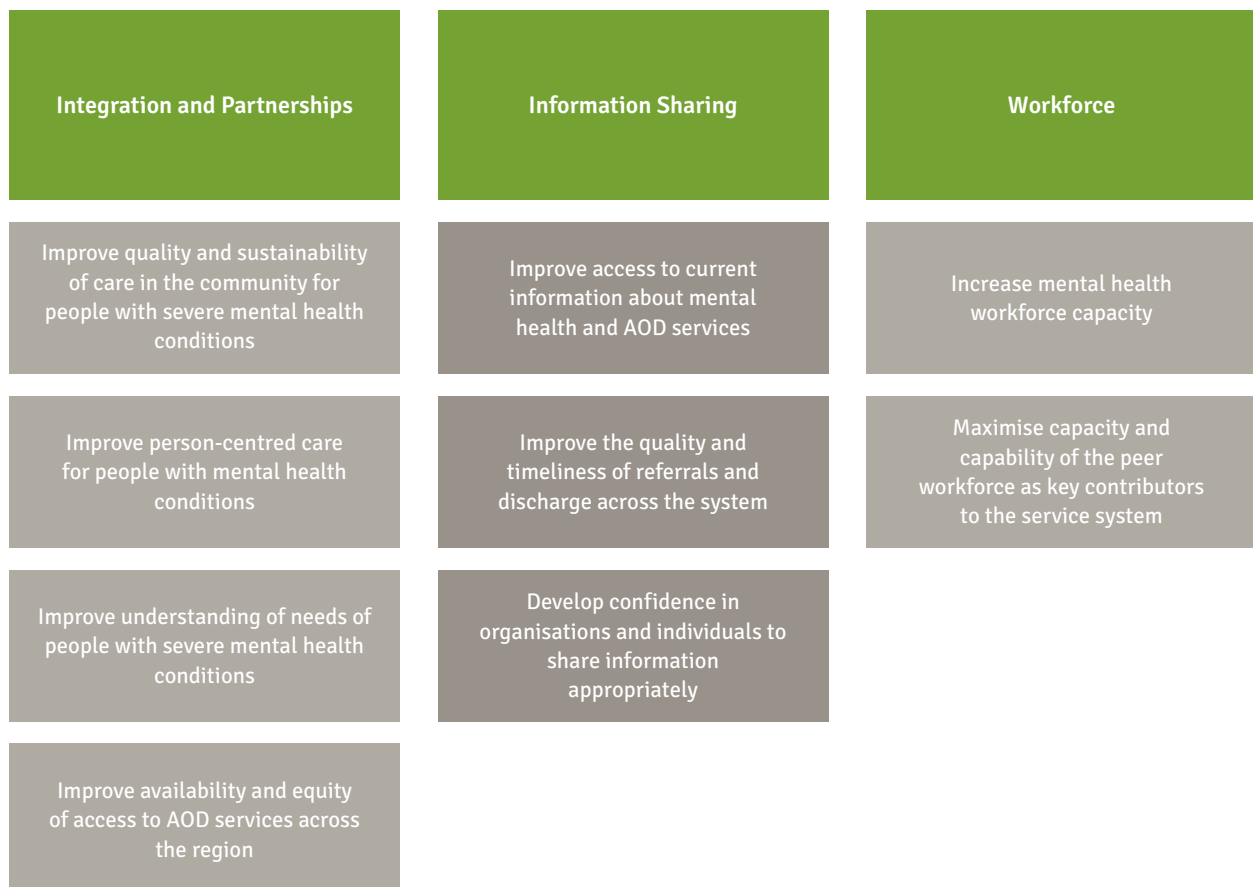 Integration and Partnerships
Improve quality and sustainability
of care in the community for
people with severe mental health
conditions
Improve person-centred care
for people with mental health
conditions
Improve understanding of needs of
people with severe mental health
conditions
Improve availability and equity
of access to AOD services across
the region
Information Sharing
Improve access to current
information about mental
health and AOD services
Improve the quality and
timeliness of referrals and
discharge across the system
Develop confidence in
organisations and individuals to
share information
appropriately
Workforce
Increase mental health
workforce capacity
Maximise capacity and
capability of the peer
workforce as key contributors
to the service system